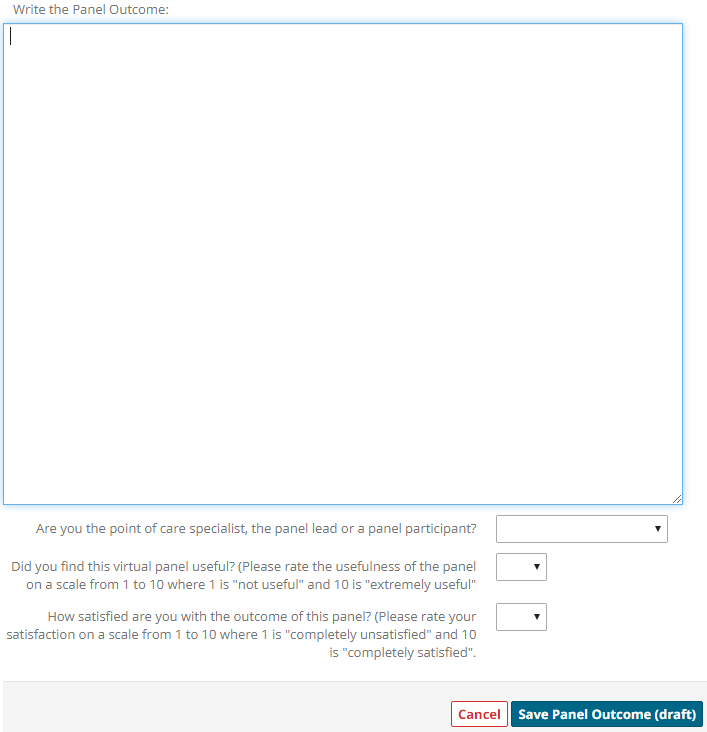 Write the Panel Outcome:
Are you the point of care specialist, the panel lead or a panel participant?
Did you find this virtual panel useful? (Please rate the usefulness of the panel
on a scale from 1 to 10 where 1 is "not useful" and 10 is "extremely useful"
How satisfied are you with the outcome of this panel? (Please rate your
satisfaction on a scale from 1 to 10 where 1 is "completely unsatisfied" and 10
is "completely satisfied".
Cancel
Save Panel Outcome (draft)